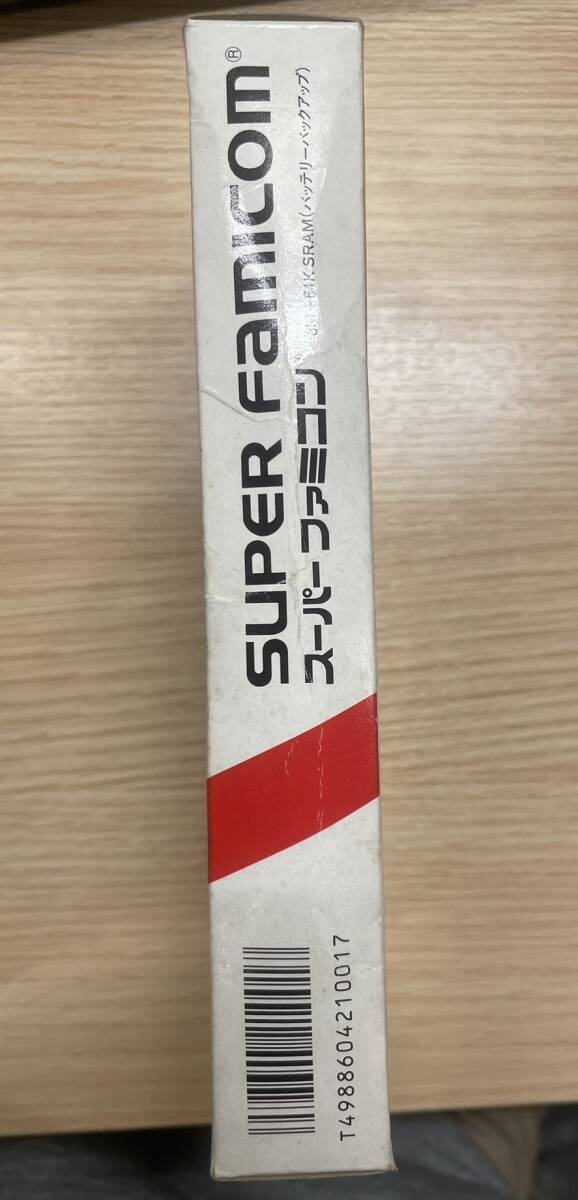 SUPER Famicom®
スーパーファミコン
64K SRAM(バッテリーバックアップ)
T4988604210017